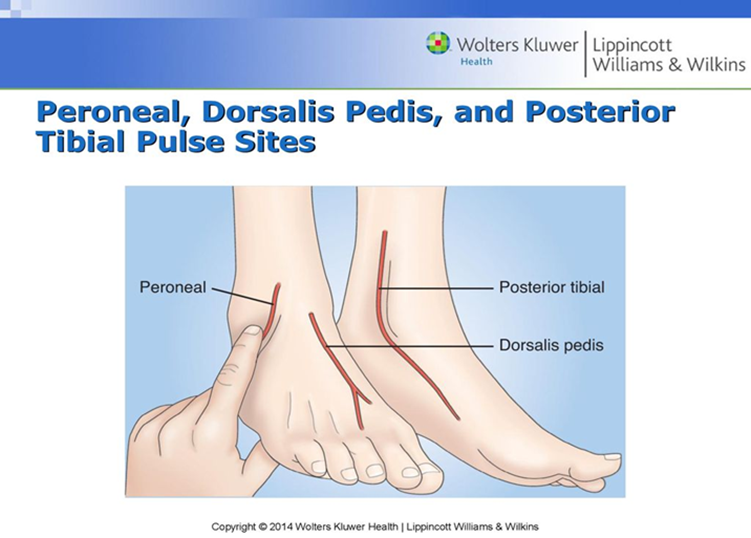 Wolters Kluwer
Health
Lippincott
Williams & Wilkins
Peroneal, Dorsalis Pedis, and Posterior
Tibial Pulse Sites
Peroneal
Posterior tibial
Dorsalis pedis
Copyright © 2014 Wolters Kluwer Health | Lippincott Williams & Wilkins